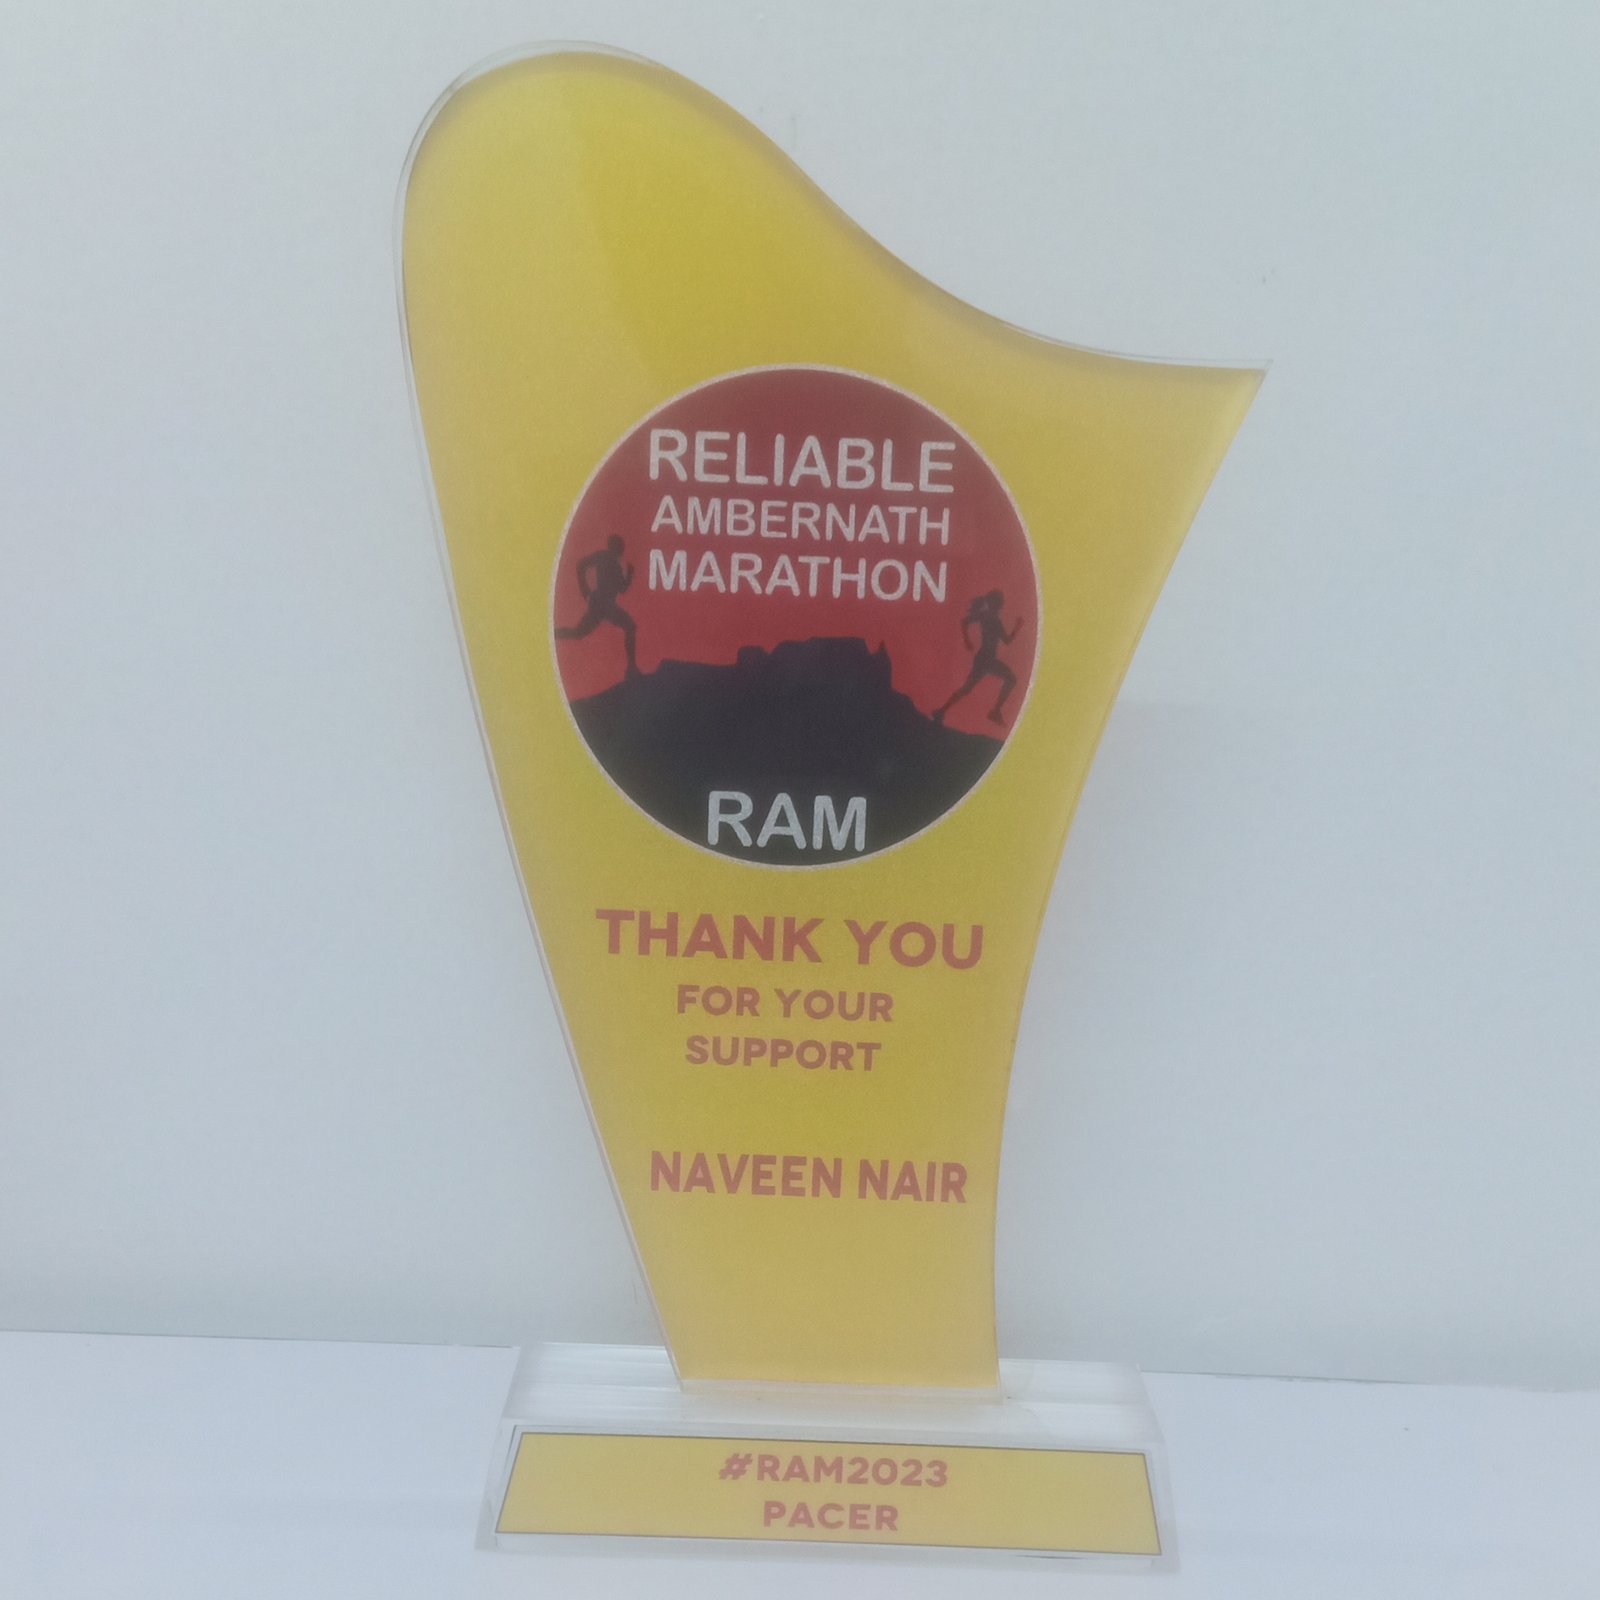 RELIABLE
AMBERNATH
MARATHON
RAM
THANK YOU
FOR YOUR
SUPPORT
NAVEEN NAIR
#RAM2023
PACER